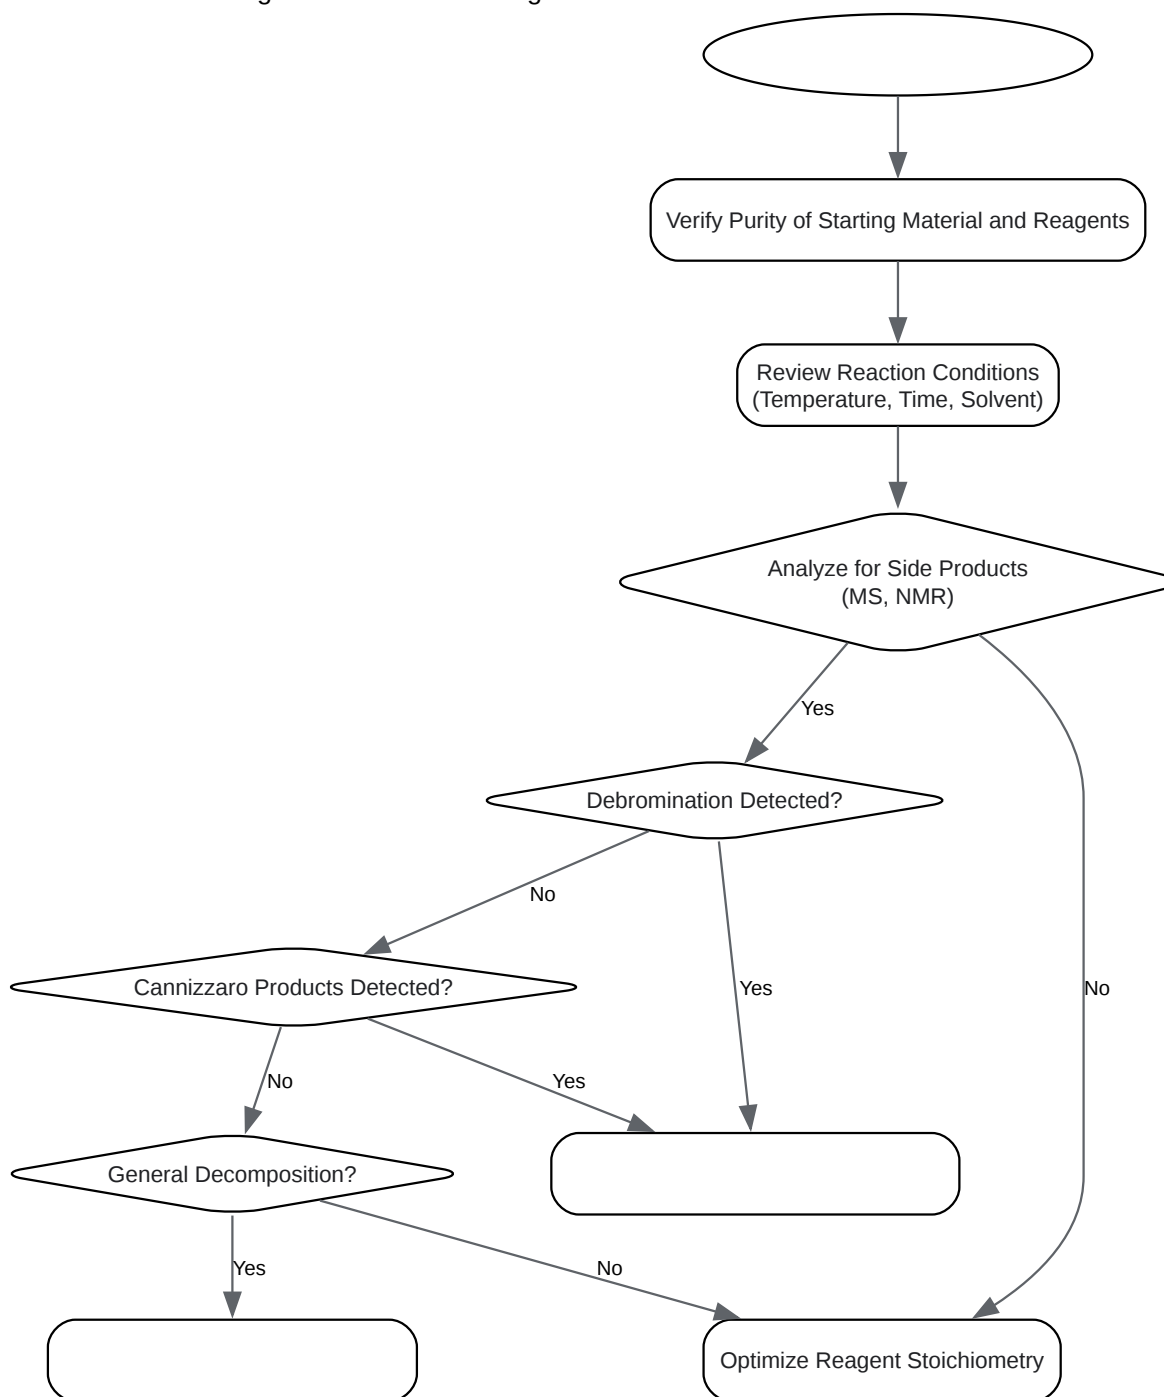 Verify Purity of Starting Material and Reagents
Review Reaction Conditions
(Temperature, Time, Solvent)
Analyze for Side Products
(MS, NMR)
Yes
Debromination Detected?
No
Cannizzaro Products Detected?
Yes
No
No
Yes
General Decomposition?
Yes
No
Optimize Reagent Stoichiometry